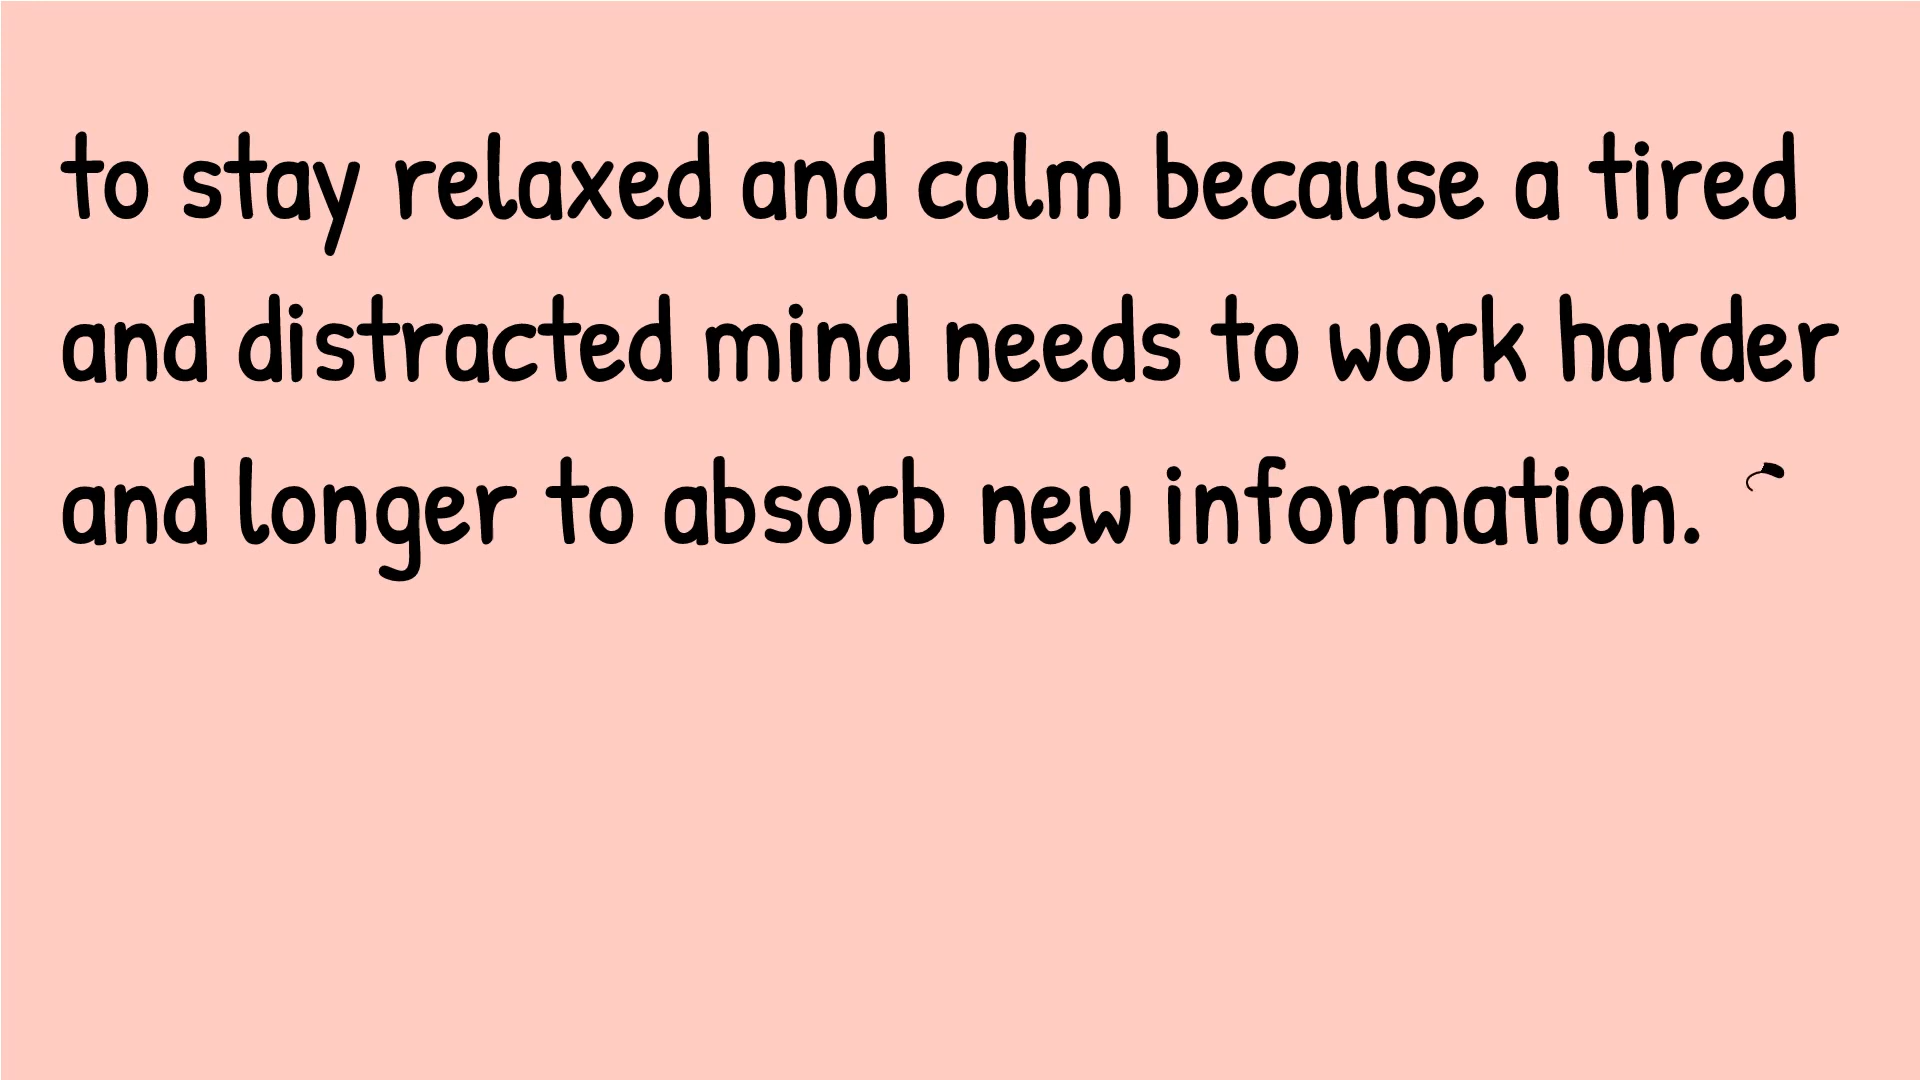 to stay relaxed and calm because a tired
and distracted mind needs to work harder
and longer to absorb new information.